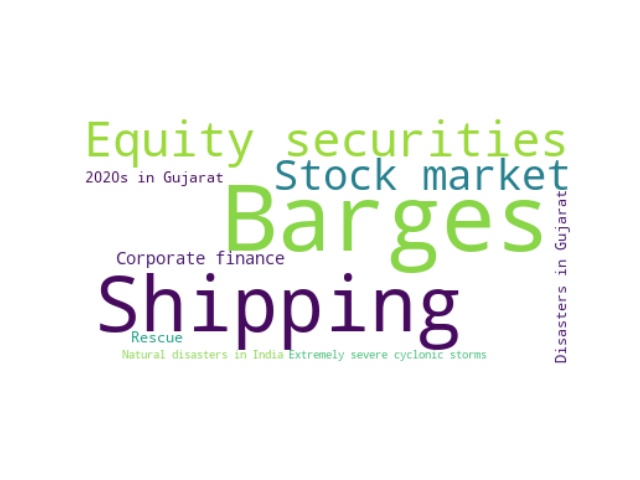 Equity securities
Stock market
2020s in Gujarat
Barges
Disasters in Gujarat
Corporate finance
Shipping
Rescue
Natural disasters in India
Extremely severe cyclonic storms